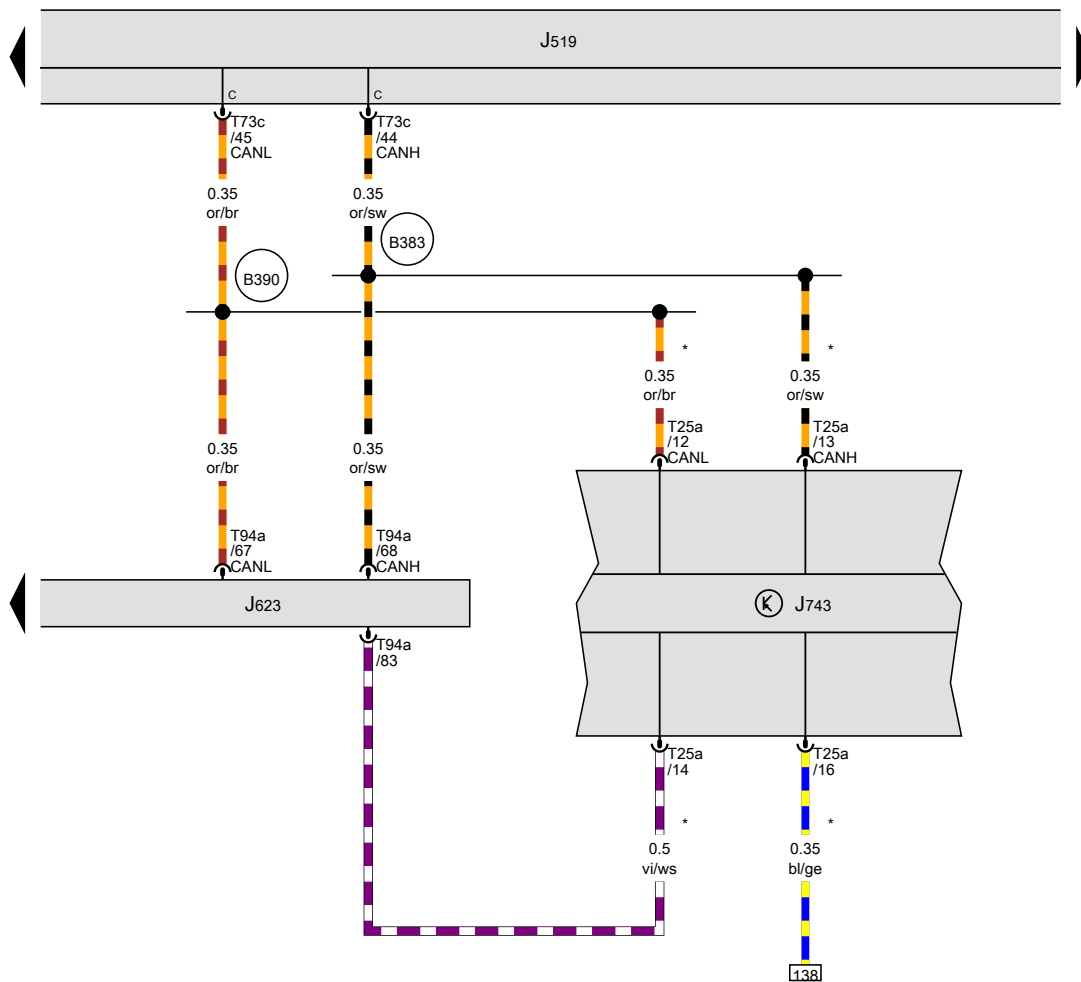 J519
C
C
T73c
/45
CANL
T73c
/44
CANH
0.35
or/br
0.35
or/sw
B383
B390
*
*
0.35
or/br
0.35
or/sw
T25a
/12
CANL
T25a
/13
CANH
0.35
or/br
0.35
or/sw
T94a
/67
CANL
T94a
/68
CANH
J623
J743
T94a
/83
T25a
/14
T25a
/16
*
*
0.5
vi/ws
0.35
bl/ge
138